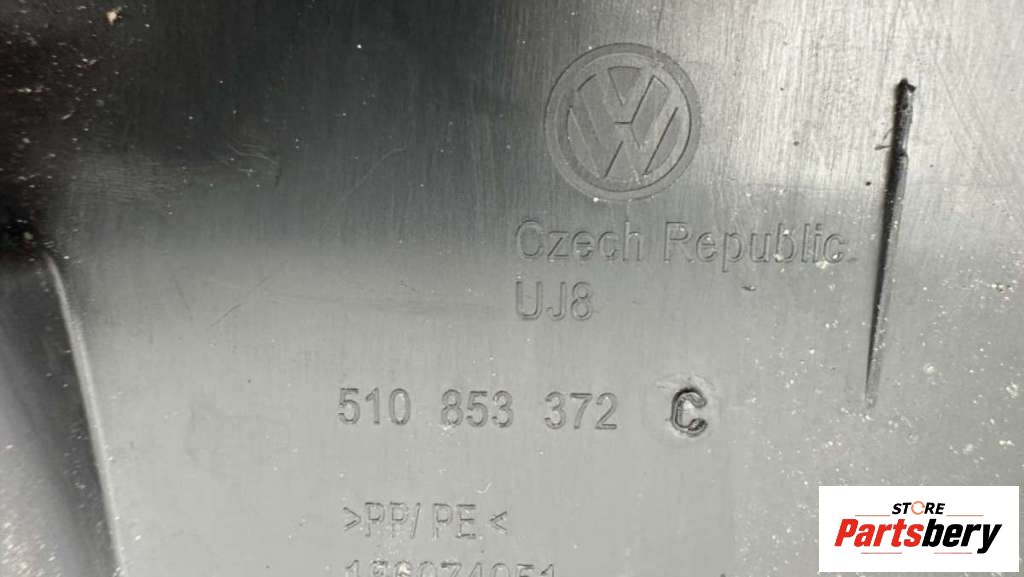 Czech Republic
UJ8
510 853 372 C
>PP/PE<
STORE
Partsbery